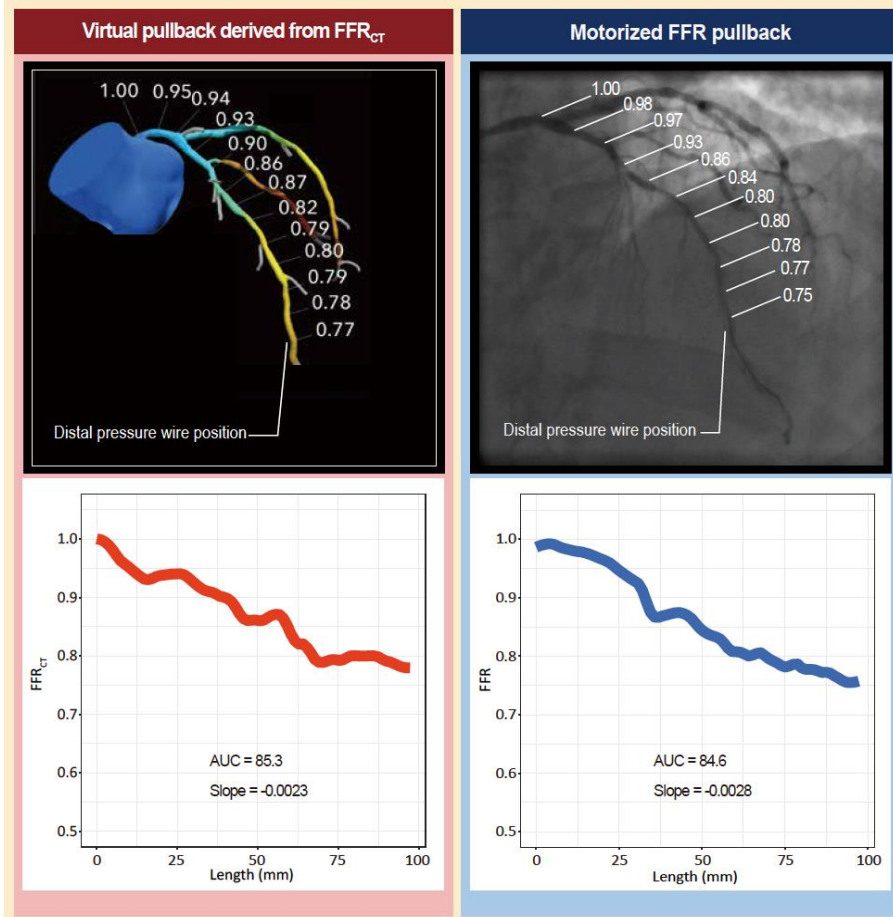 Virtual pullback derived from FFRCT
1.00 0.95 0.94
0.93
0.90
0.86
0.87
0.82
0.79
0.80
0.79
0.78
0.77
Distal pressure wire position
Motorized FFR pullback
1.00
0.98
0.97
0.93
0.86
0.84
0.80
0.80
0.78
0.77
0.75
Distal pressure wire position
1.0
0.9
0.8
0.7
0.6
0.5
FFRCT
AUC = 85.3
Slope = -0.0023
0 25 50 75 100
Length (mm)
1.0
0.9
0.8
0.7
0.6
0.5
FFR
AUC = 84.6
Slope = -0.0028
0 25 50 75 100
Length (mm)